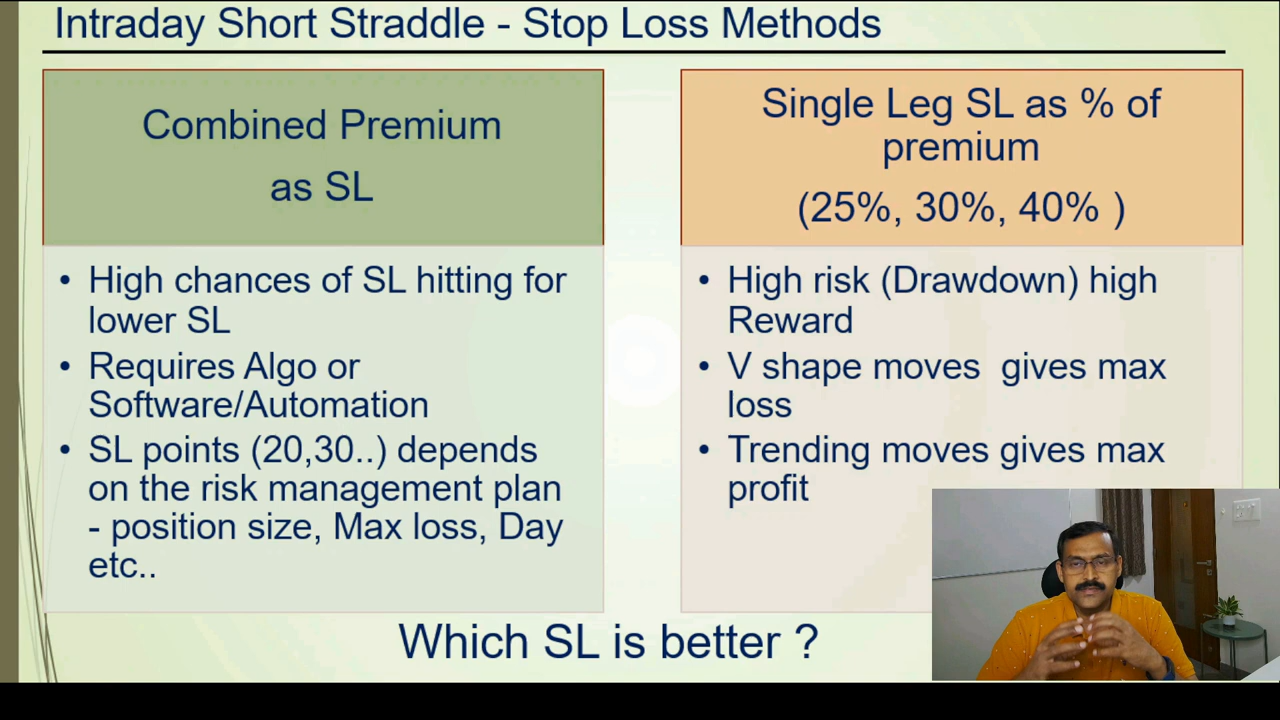 Intraday Short Straddle - Stop Loss Methods
Combined Premium
as SL
• High chances of SL hitting for
lower SL
• Requires Algo or
Software/Automation
• SL points (20,30..) depends
on the risk management plan
- position size, Max loss, Day
etc..
Single Leg SL as % of
premium
(25%, 30%, 40% )
• High risk (Drawdown) high
Reward
• V shape moves  gives max
loss
• Trending moves gives max
profit
Which SL is better ?